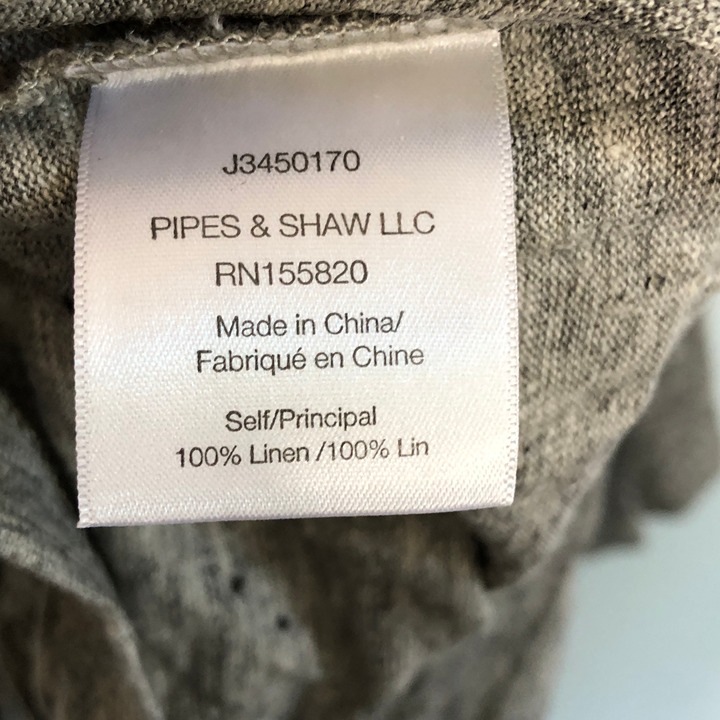 J3450170
PIPES & SHAW LLC
RN155820
Made in China/
Fabriqué en Chine
Self/Principal
100% Linen /100% Lin